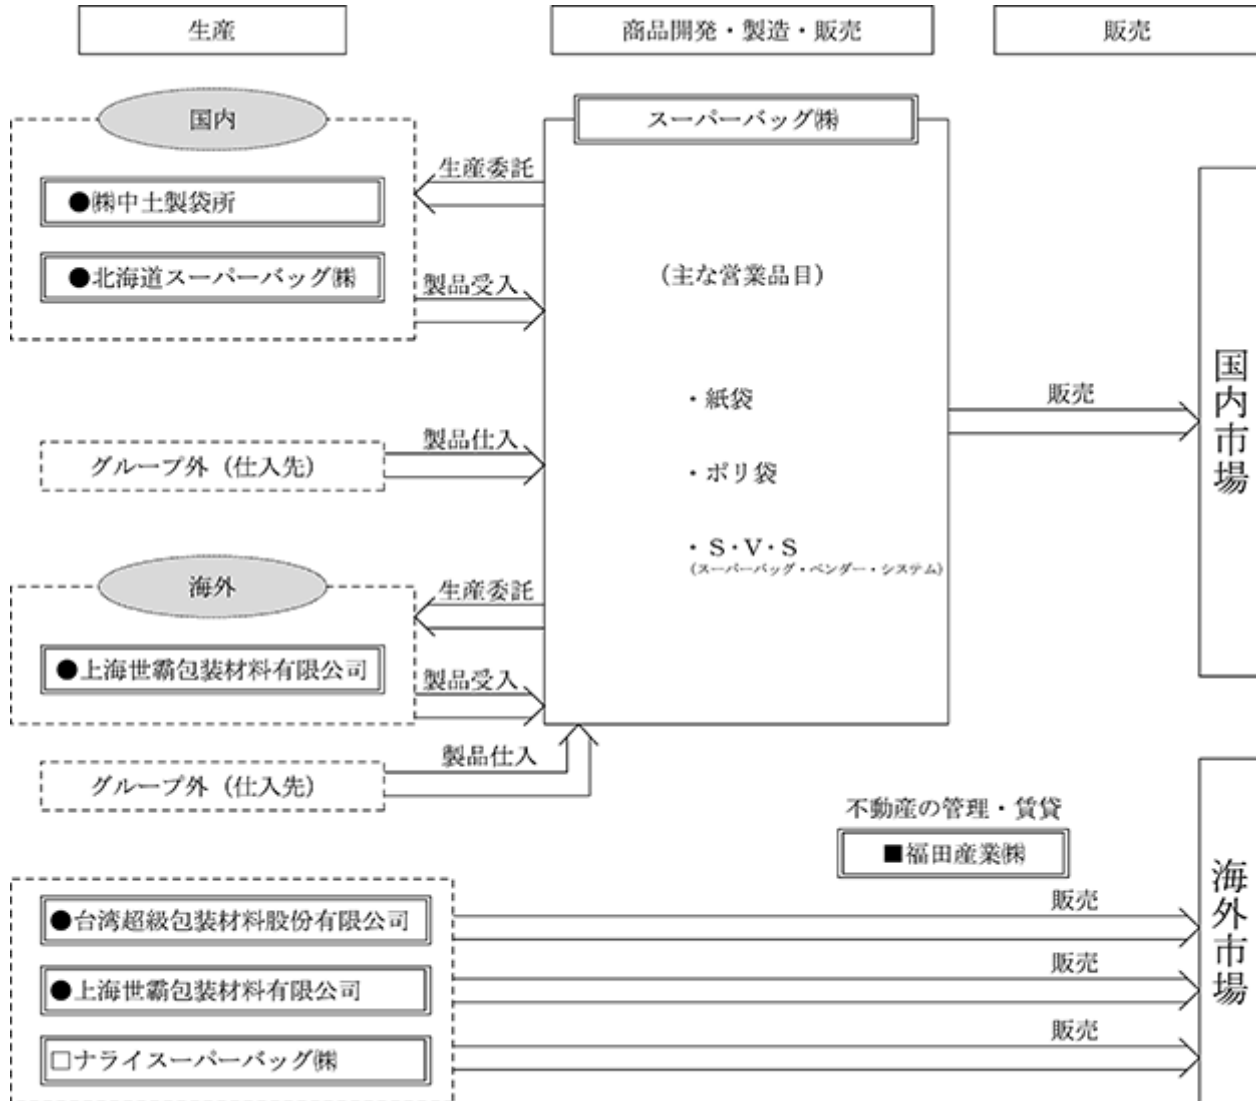 生産
商品開発・製造・販売
販売
国内
スーパーバッグ㈱
生産委託
●㈱中土製袋所
●北海道スーパーバッグ㈱
製品受入
（主な営業品目）
・紙袋
・ポリ袋
・S・V・S
（スーパーバッグ・ベンダー・システム）
販売
国内市場
製品仕入
グループ外（仕入先）
海外
生産委託
●上海世霸包装材料有限公司
製品受入
製品仕入
グループ外（仕入先）
不動産の管理・賃貸
■福田産業㈱
●台湾超級包装材料股份有限公司
販売
●上海世霸包装材料有限公司
販売
□ナライスーパーバッグ㈱
販売
海外市場